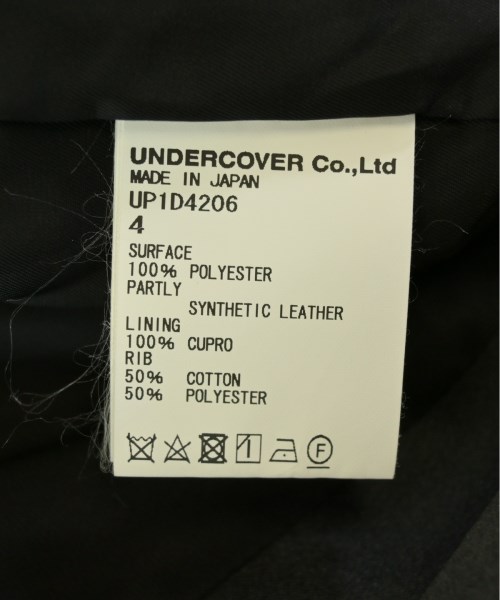 UNDERCOVER Co.,Ltd
MADE IN JAPAN
UP1D4206
4
SURFACE
100% POLYESTER
PARTLY
SYNTHETIC LEATHER
LINING
100% CUPRO
RIB
50% COTTON
50% POLYESTER
F